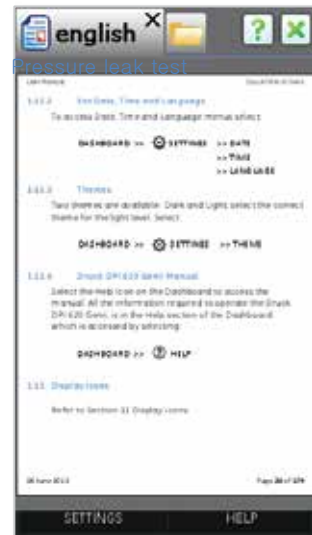 english
Pressure leak test
1.11.2 Set Date, Time and Language
To access Date, Time and Language menus select:
DASHBOARD >> SETTINGS >> DATE
>> TIME
>> LANGUAGE
1.11.3 Themes
Two themes are available: Dark and Light, select the correct
theme for the light level. Select:
DASHBOARD >> SETTINGS >> THEME
1.11.4 Druck DPI 620 Genii Manual
Select the Help icon on the Dashboard to access the
manual. All the information required to operate the Druck
DPI 620 Genii, is in the Help section of the Dashboard
which is accessed by selecting:
DASHBOARD >> HELP
1.12 Display Icons
Refer to Section 11 Display Icons
SETTINGS
HELP